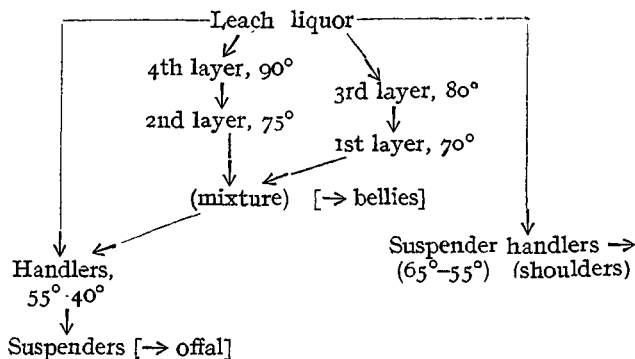 Leach liquor
4th layer, 90°
3rd layer, 80°
2nd layer, 75°
1st layer, 70°
(mixture) [→ bellies]
Suspender handlers →
(65°–55°) (shoulders)
Handlers,
55°·40°
Suspenders [→ offal]